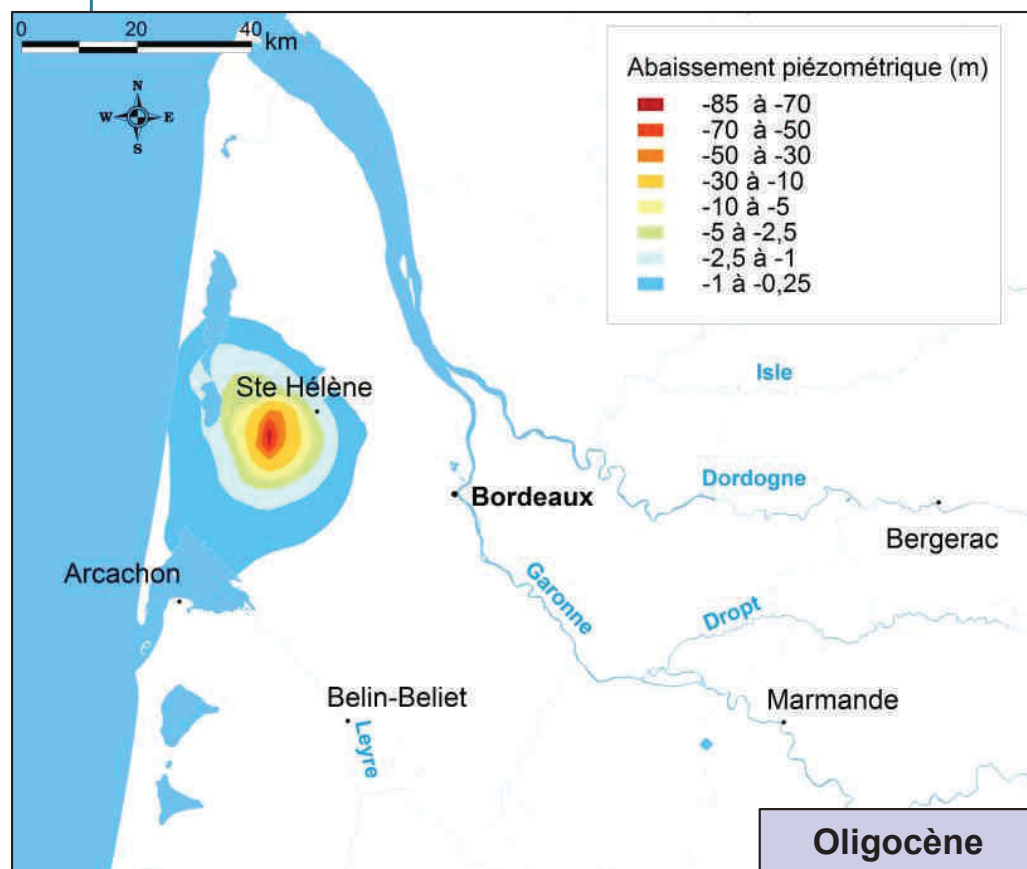 0 20 40
km
N
W E
S
Abaissement piézométrique (m)
-85 à -70
-70 à -50
-50 à -30
-30 à -10
-10 à -5
-5 à -2,5
-2,5 à -1
-1 à -0,25
Isle
Ste Hélène
Dordogne
Bordeaux
Bergerac
Arcachon
Garonne
Dropt
Belin-Beliet
Marmande
Leyre
Oligocène